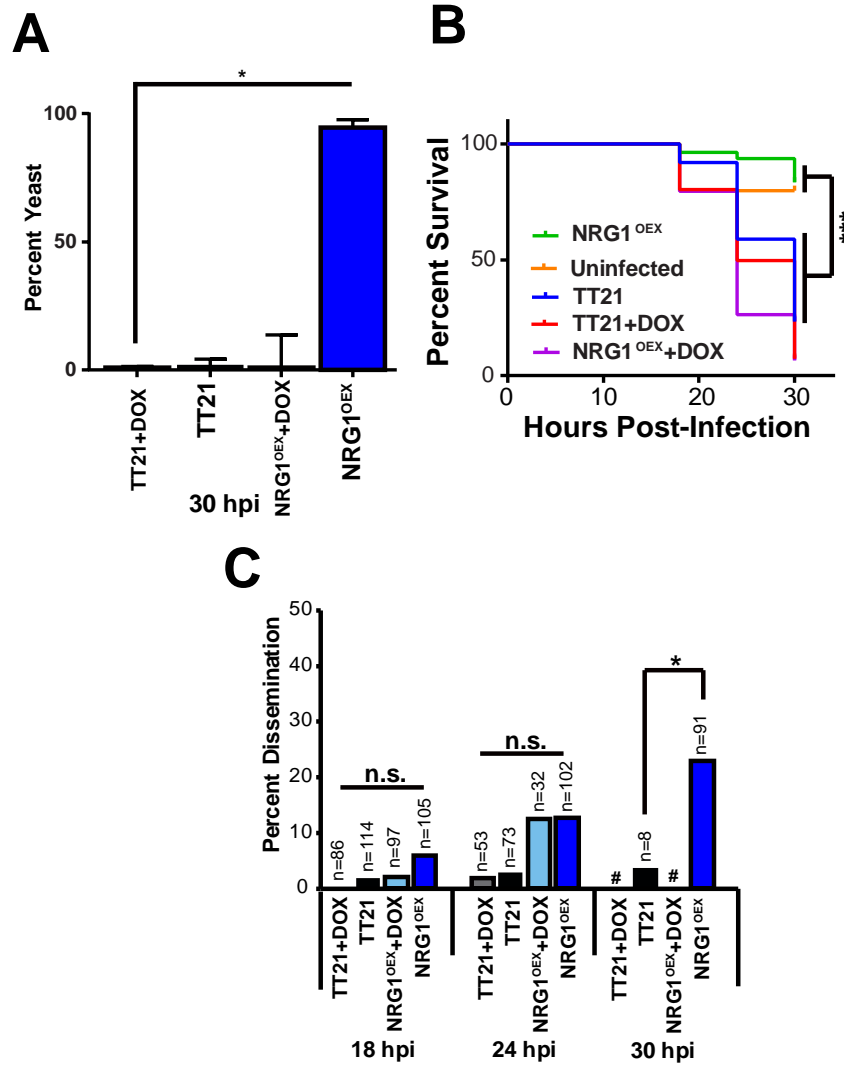 A
*
100
50
0
Percent Yeast
TT21+DOX
TT21
NRG1OEX+DOX
NRG1OEX
30 hpi
B
100
50
0
Percent Survival
NRG1OEX
Uninfected
TT21
TT21+DOX
NRG1OEX+DOX
***
0
10
20
30
Hours Post-Infection
C
50
40
30
20
10
0
Percent Dissemination
n.s.
n=86
n=114
n=97
n=105
n.s.
n=53
n=73
n=32
n=102
*
#
n=8
#
n=91
TT21+DOX
TT21
NRG1OEX+DOX
NRG1OEX
TT21+DOX
TT21
NRG1OEX+DOX
NRG1OEX
TT21+DOX
TT21
NRG1OEX+DOX
NRG1OEX
18 hpi
24 hpi
30 hpi